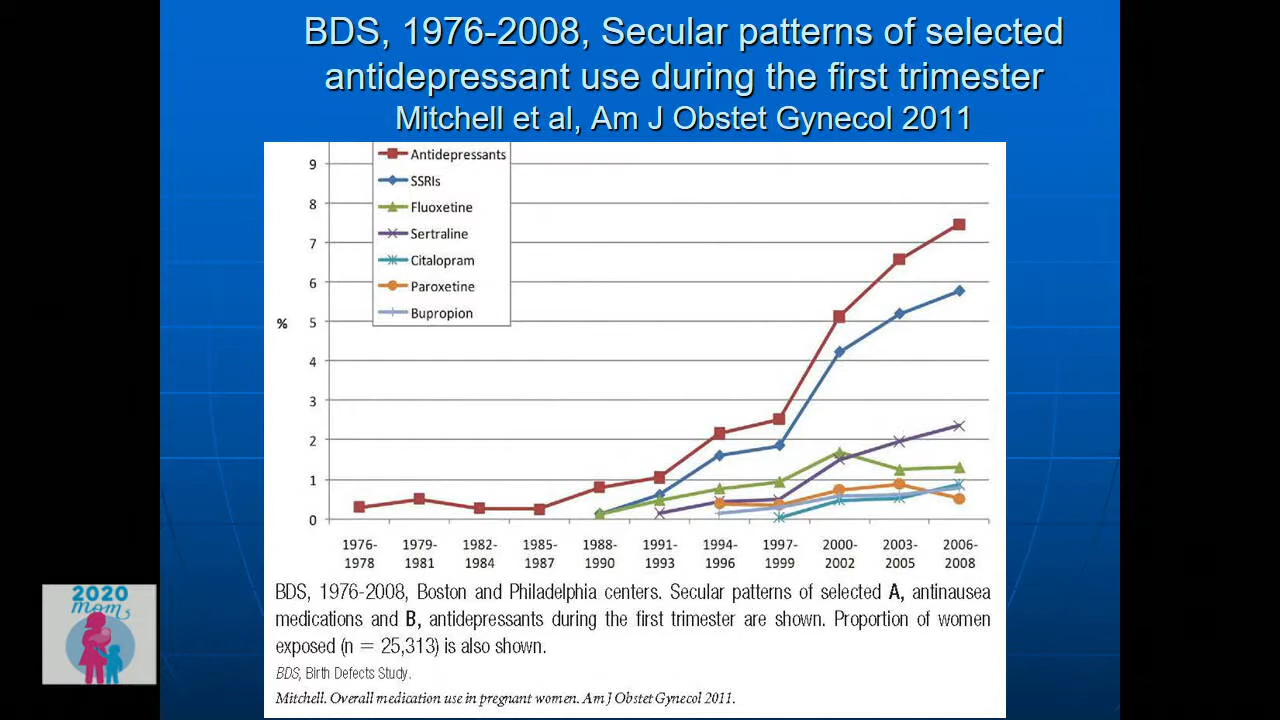 BDS, 1976-2008, Secular patterns of selected
antidepressant use during the first trimester
Mitchell et al, Am J Obstet Gynecol 2011
Antidepressants
SSRIs
Fluoxetine
Sertraline
Citalopram
Paroxetine
Bupropion
%
9
8
7
6
5
4
3
2
1
0
1976-
1978
1979-
1981
1982-
1984
1985-
1987
1988-
1990
1991-
1993
1994-
1996
1997-
1999
2000-
2002
2003-
2005
2006-
2008
BDS, 1976-2008, Boston and Philadelphia centers. Secular patterns of selected A, antinausea
medications and B, antidepressants during the first trimester are shown. Proportion of women
exposed (n = 25,313) is also shown.
BDS, Birth Defects Study.
Mitchell. Overall medication use in pregnant women. Am J Obstet Gynecol 2011.
2020
moms